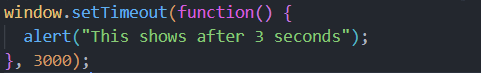 window.setTimeout(function() {
  alert("This shows after 3 seconds");
}, 3000);